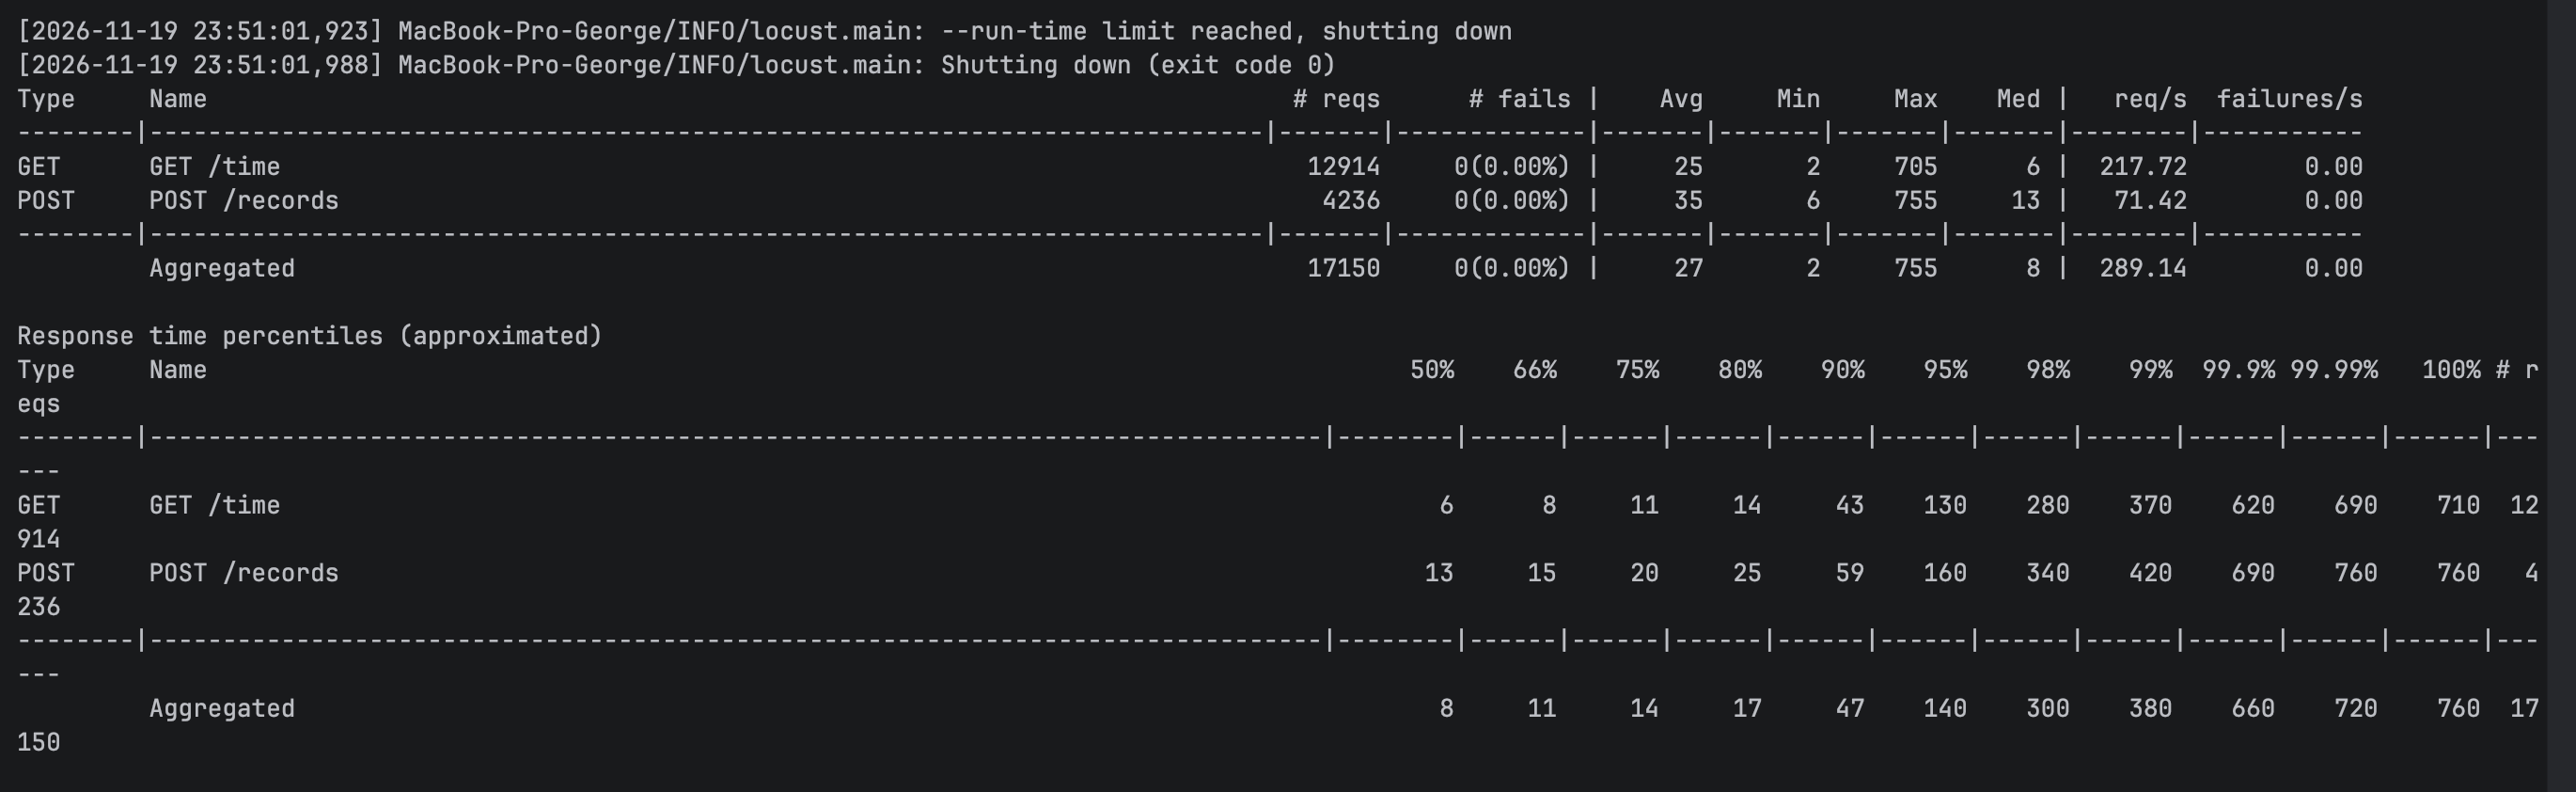 [2026-11-19 23:51:01,923] MacBook-Pro-George/INFO/locust.main: --run-time limit reached, shutting down
[2026-11-19 23:51:01,988] MacBook-Pro-George/INFO/locust.main: Shutting down (exit code 0)
Type     Name                                                                          # reqs      # fails |    Avg     Min     Max    Med |   req/s  failures/s
--------|----------------------------------------------------------------------------|-------|-------------|-------|-------|-------|-------|--------|-----------
GET      GET /time                                                                      12914     0(0.00%) |     25       2     705      6 |  217.72        0.00
POST     POST /records                                                                   4236     0(0.00%) |     35       6     755     13 |   71.42        0.00
--------|----------------------------------------------------------------------------|-------|-------------|-------|-------|-------|-------|--------|-----------
         Aggregated                                                                     17150     0(0.00%) |     27       2     755      8 |  289.14        0.00
Response time percentiles (approximated)
Type     Name                                                                                  50%    66%    75%    80%    90%    95%    98%    99%  99.9% 99.99%   100% # r
eqs
--------|--------------------------------------------------------------------------------|--------|------|------|------|------|------|------|------|------|------|------|---
---
GET      GET /time                                                                               6      8     11     14     43    130    280    370    620    690    710  12
914
POST     POST /records                                                                          13     15     20     25     59    160    340    420    690    760    760   4
236
--------|--------------------------------------------------------------------------------|--------|------|------|------|------|------|------|------|------|------|------|---
---
         Aggregated                                                                              8     11     14     17     47    140    300    380    660    720    760  17
150